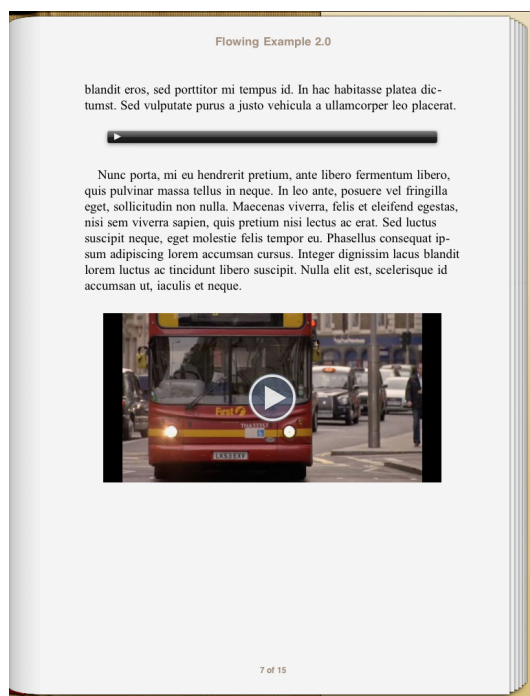 Flowing Example 2.0
blandit eros, sed porttitor mi tempus id. In hac habitasse platea dic-
tumst. Sed vulputate purus a justo vehicula a ullamcorper leo placerat.
Nunc porta, mi eu hendrerit pretium, ante libero fermentum libero,
quis pulvinar massa tellus in neque. In leo ante, posuere vel fringilla
eget, sollicitudin non nulla. Maecenas viverra, felis et eleifend egestas,
nisi sem viverra sapien, quis pretium nisi lectus ac erat. Sed luctus
suscipit neque, eget molestie felis tempor eu. Phasellus consequat ip-
sum adipiscing lorem accumsan cursus. Integer dignissim lacus blandit
lorem luctus ac tincidunt libero suscipit. Nulla elit est, scelerisque id
accumsan ut, iaculis et neque.
First
7 of 15